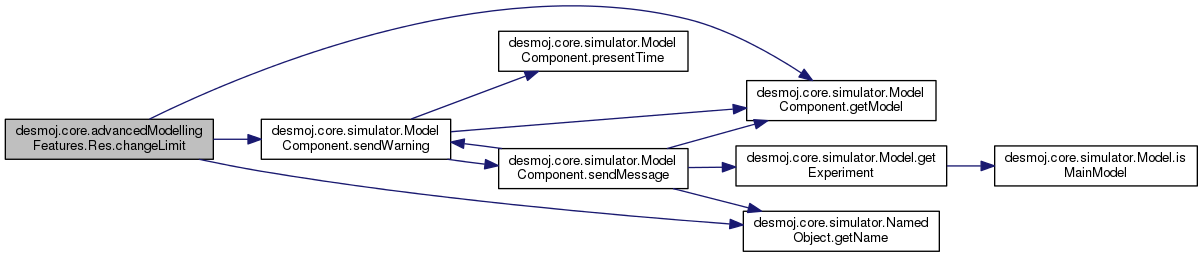 desmoj.core.advancedModelling
Features.Res.changeLimit
desmoj.core.simulator.Model
Component.sendWarning
desmoj.core.simulator.Model
Component.presentTime
desmoj.core.simulator.Model
Component.getModel
desmoj.core.simulator.Model
Component.sendMessage
desmoj.core.simulator.Model.get
Experiment
desmoj.core.simulator.Model.is
MainModel
desmoj.core.simulator.Named
Object.getName